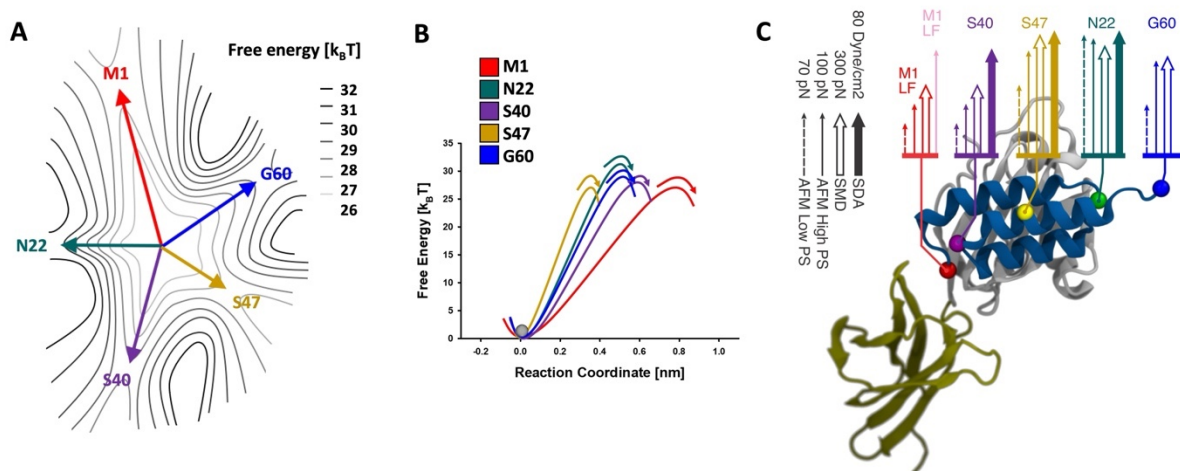 A
Free energy [kBT]
M1
G60
N22
S47
S40
32
31
30
29
28
27
26
B
M1
N22
S40
S47
G60
Free Energy [kBT]
35
30
25
20
15
10
5
0
-0.2
0.0
0.2
0.4
0.6
0.8
1.0
Reaction Coordinate [nm]
C
80 Dyne/cm2
300 pN
100 pN
70 pN
SDA
SMD
AFM High PS
AFM Low PS
M1
LF
M1
LF
S40
S47
N22
G60